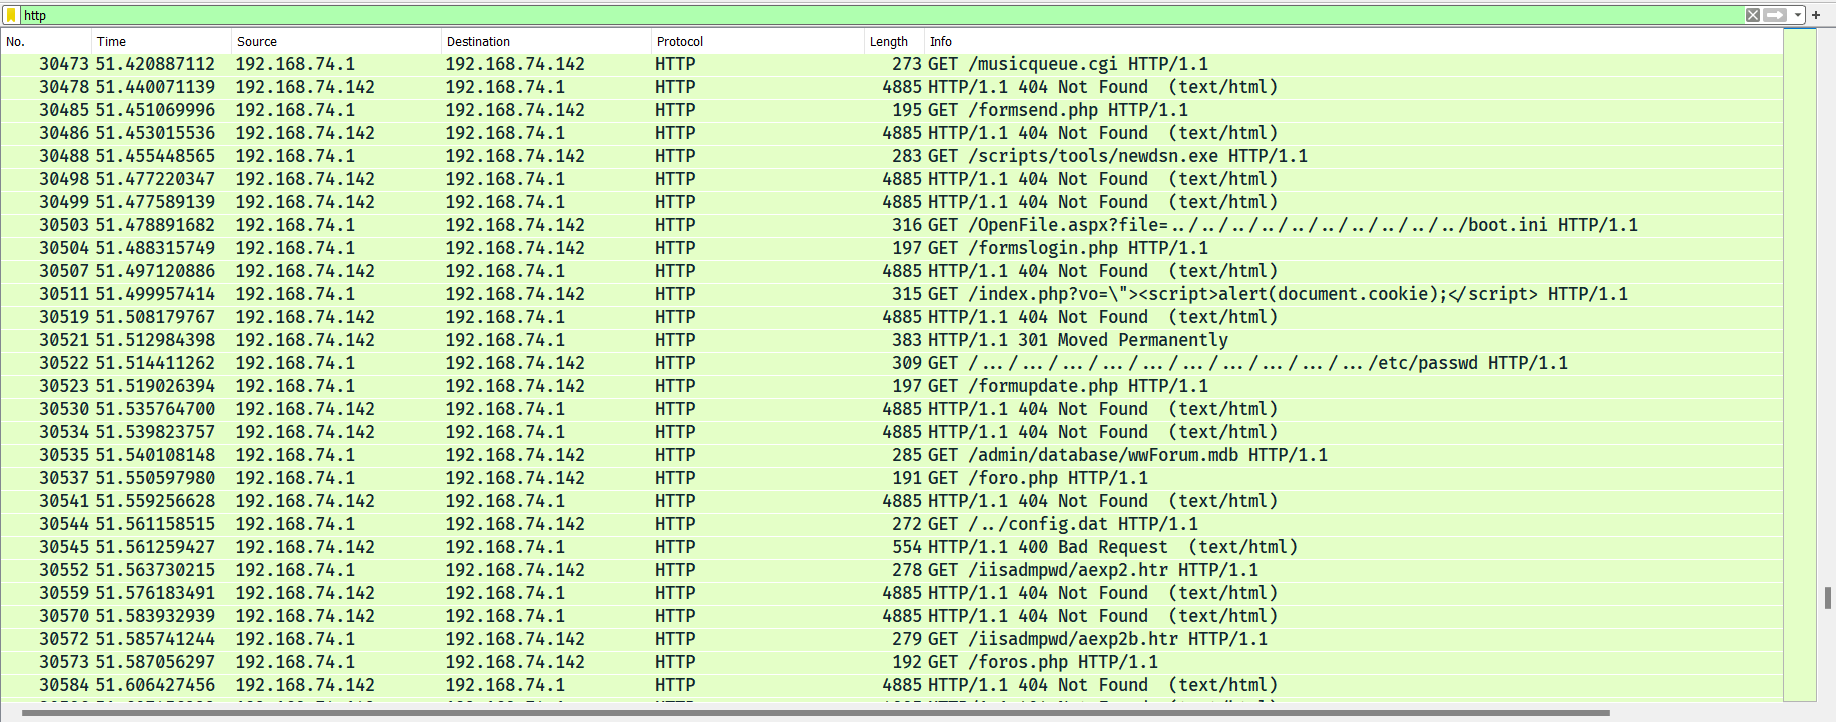 http
No. Time Source Destination Protocol Length Info
30473 51.420887112 192.168.74.1 192.168.74.142 HTTP 273 GET /musicqueue.cgi HTTP/1.1
30478 51.440071139 192.168.74.142 192.168.74.1 HTTP 4885 HTTP/1.1 404 Not Found (text/html)
30485 51.451069996 192.168.74.1 192.168.74.142 HTTP 195 GET /formsend.php HTTP/1.1
30486 51.453015536 192.168.74.142 192.168.74.1 HTTP 4885 HTTP/1.1 404 Not Found (text/html)
30488 51.455448565 192.168.74.1 192.168.74.142 HTTP 283 GET /scripts/tools/newdsn.exe HTTP/1.1
30498 51.477220347 192.168.74.142 192.168.74.1 HTTP 4885 HTTP/1.1 404 Not Found (text/html)
30499 51.477589139 192.168.74.142 192.168.74.1 HTTP 4885 HTTP/1.1 404 Not Found (text/html)
30503 51.478891682 192.168.74.1 192.168.74.142 HTTP 316 GET /OpenFile.aspx?file=../../../../../../../../../../boot.ini HTTP/1.1
30504 51.488315749 192.168.74.1 192.168.74.142 HTTP 197 GET /formslogin.php HTTP/1.1
30507 51.497120886 192.168.74.142 192.168.74.1 HTTP 4885 HTTP/1.1 404 Not Found (text/html)
30511 51.499957414 192.168.74.1 192.168.74.142 HTTP 315 GET /index.php?vo=\"><script>alert(document.cookie);</script> HTTP/1.1
30519 51.508179767 192.168.74.142 192.168.74.1 HTTP 4885 HTTP/1.1 404 Not Found (text/html)
30521 51.512984398 192.168.74.142 192.168.74.1 HTTP 383 HTTP/1.1 301 Moved Permanently
30522 51.514411262 192.168.74.1 192.168.74.142 HTTP 309 GET /.../.../.../.../.../.../.../.../.../.../etc/passwd HTTP/1.1
30523 51.519026394 192.168.74.1 192.168.74.142 HTTP 197 GET /formupdate.php HTTP/1.1
30530 51.535764700 192.168.74.142 192.168.74.1 HTTP 4885 HTTP/1.1 404 Not Found (text/html)
30534 51.539823757 192.168.74.142 192.168.74.1 HTTP 4885 HTTP/1.1 404 Not Found (text/html)
30535 51.540108148 192.168.74.1 192.168.74.142 HTTP 285 GET /admin/database/wwForum.mdb HTTP/1.1
30537 51.550597980 192.168.74.1 192.168.74.142 HTTP 191 GET /foro.php HTTP/1.1
30541 51.559256628 192.168.74.142 192.168.74.1 HTTP 4885 HTTP/1.1 404 Not Found (text/html)
30544 51.561158515 192.168.74.1 192.168.74.142 HTTP 272 GET /../config.dat HTTP/1.1
30545 51.561259427 192.168.74.142 192.168.74.1 HTTP 554 HTTP/1.1 400 Bad Request (text/html)
30552 51.563730215 192.168.74.1 192.168.74.142 HTTP 278 GET /iisadmpwd/aexp2.htr HTTP/1.1
30559 51.576183491 192.168.74.142 192.168.74.1 HTTP 4885 HTTP/1.1 404 Not Found (text/html)
30570 51.583932939 192.168.74.142 192.168.74.1 HTTP 4885 HTTP/1.1 404 Not Found (text/html)
30572 51.585741244 192.168.74.1 192.168.74.142 HTTP 279 GET /iisadmpwd/aexp2b.htr HTTP/1.1
30573 51.587056297 192.168.74.1 192.168.74.142 HTTP 192 GET /foros.php HTTP/1.1
30584 51.606427456 192.168.74.142 192.168.74.1 HTTP 4885 HTTP/1.1 404 Not Found (text/html)